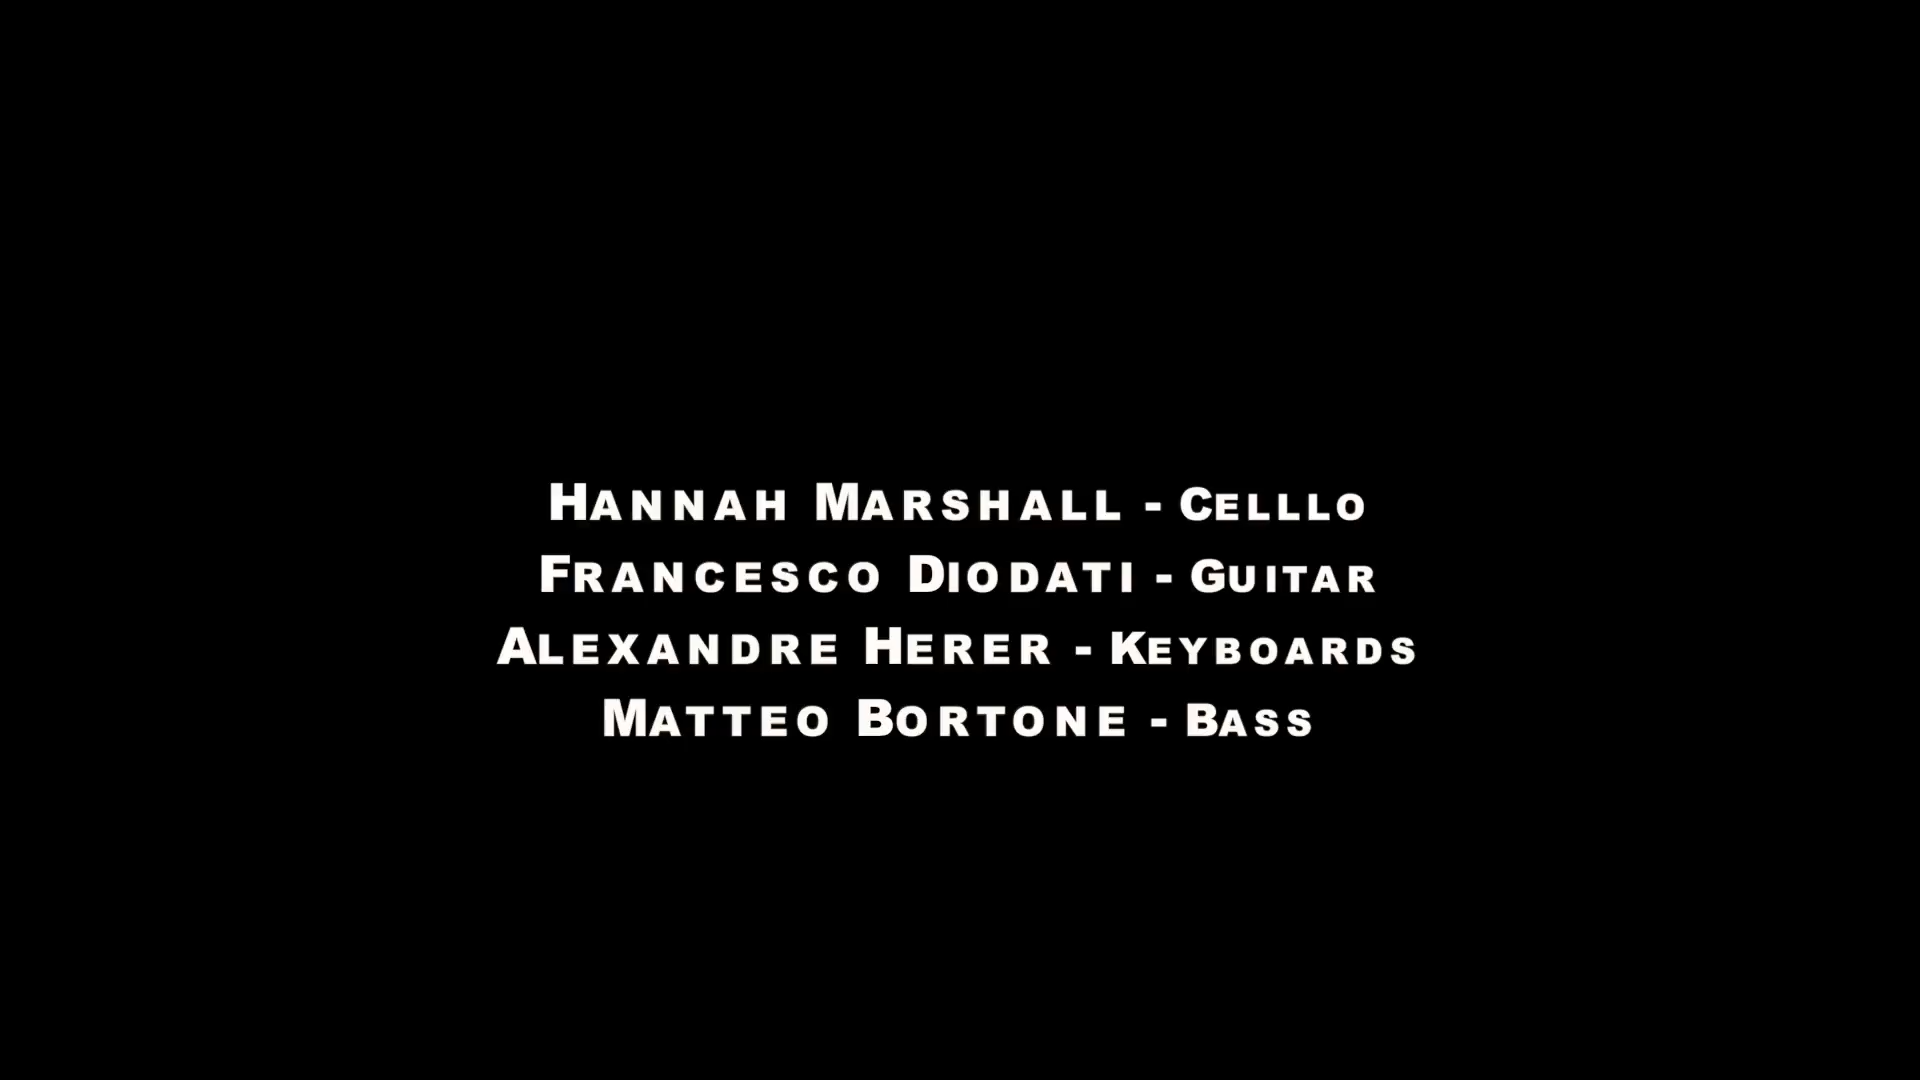 Hannah Marshall - Celllo
Francesco Diodati - Guitar
Alexandre Herer - Keyboards
Matteo Bortone - Bass